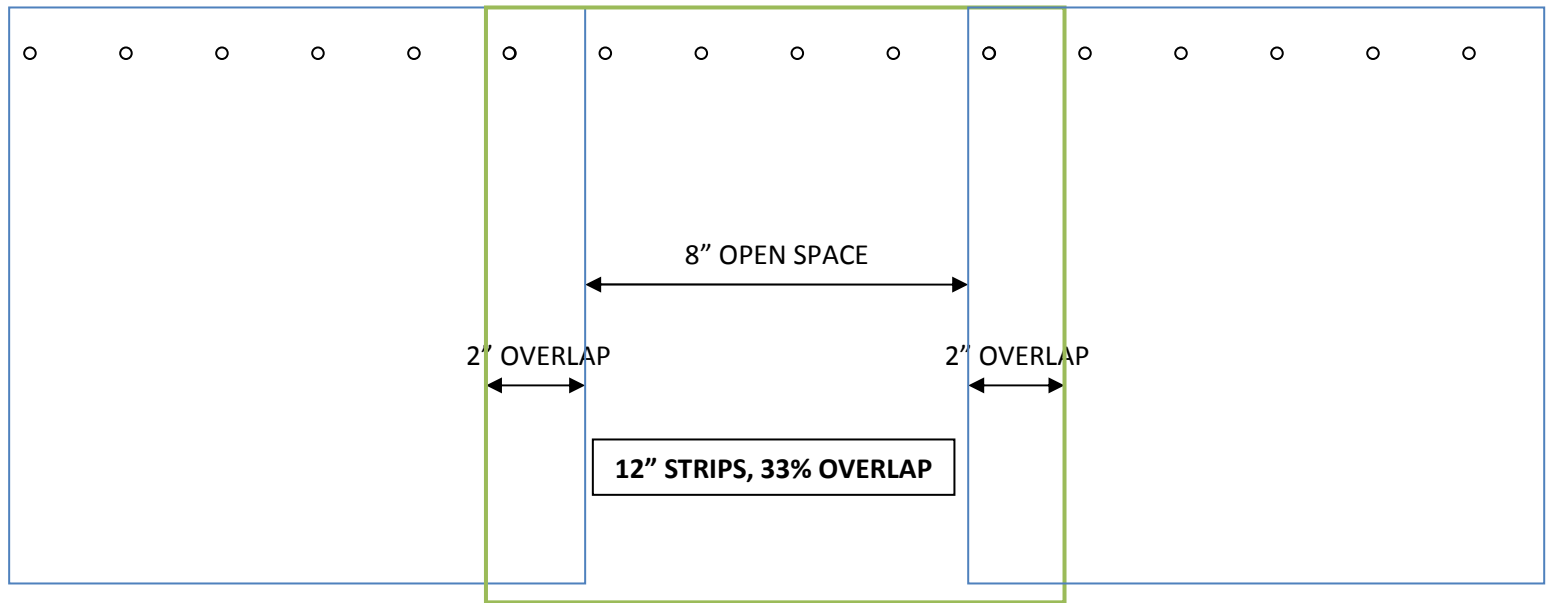 8” OPEN SPACE
2” OVERLAP
2” OVERLAP
12” STRIPS, 33% OVERLAP